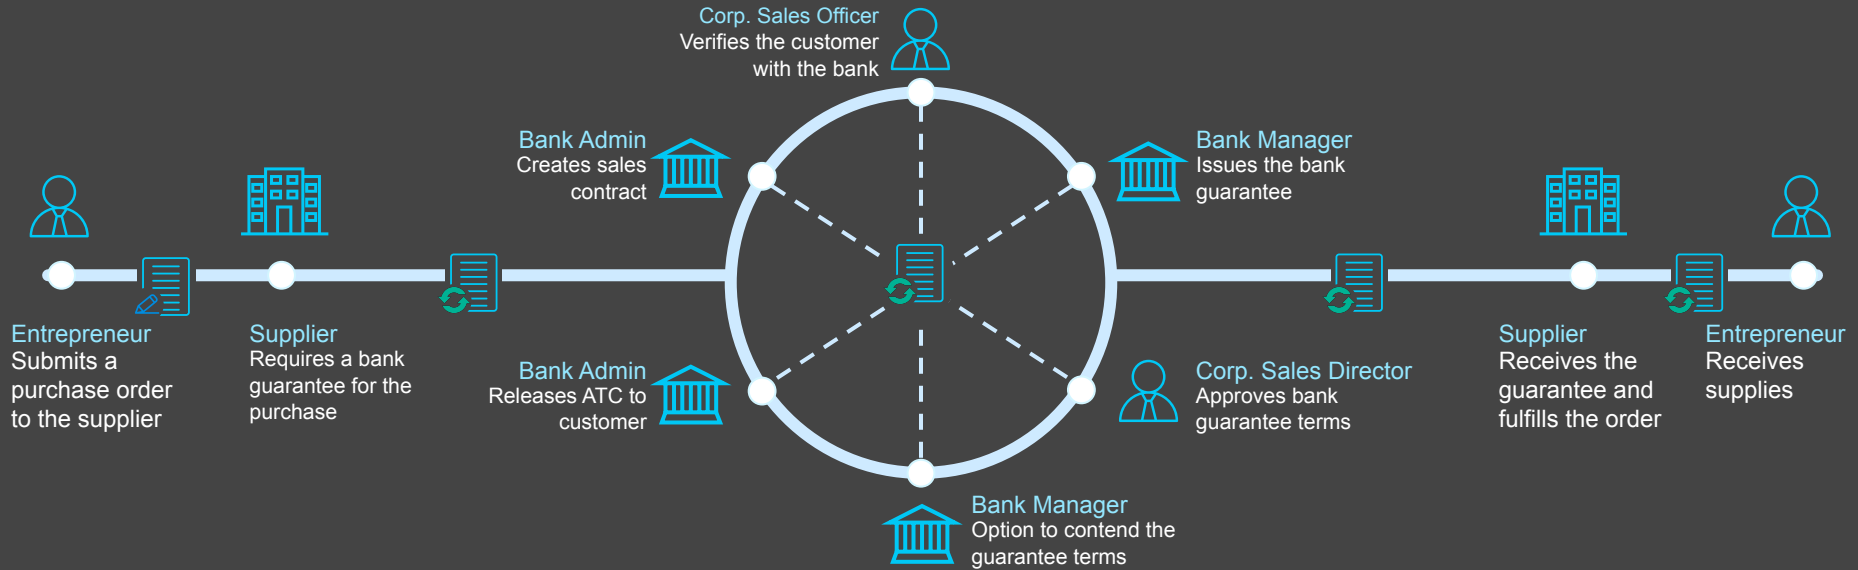 Corp. Sales Officer
Verifies the customer
with the bank
Bank Admin
Creates sales
contract
Bank Manager
Issues the bank
guarantee
Entrepreneur
Submits a
purchase order
to the supplier
Supplier
Requires a bank
guarantee for the
purchase
Bank Admin
Releases ATC to
customer
Corp. Sales Director
Approves bank
guarantee terms
Supplier
Receives the
guarantee and
fulfills the order
Entrepreneur
Receives
supplies
Bank Manager
Option to contend the
guarantee terms